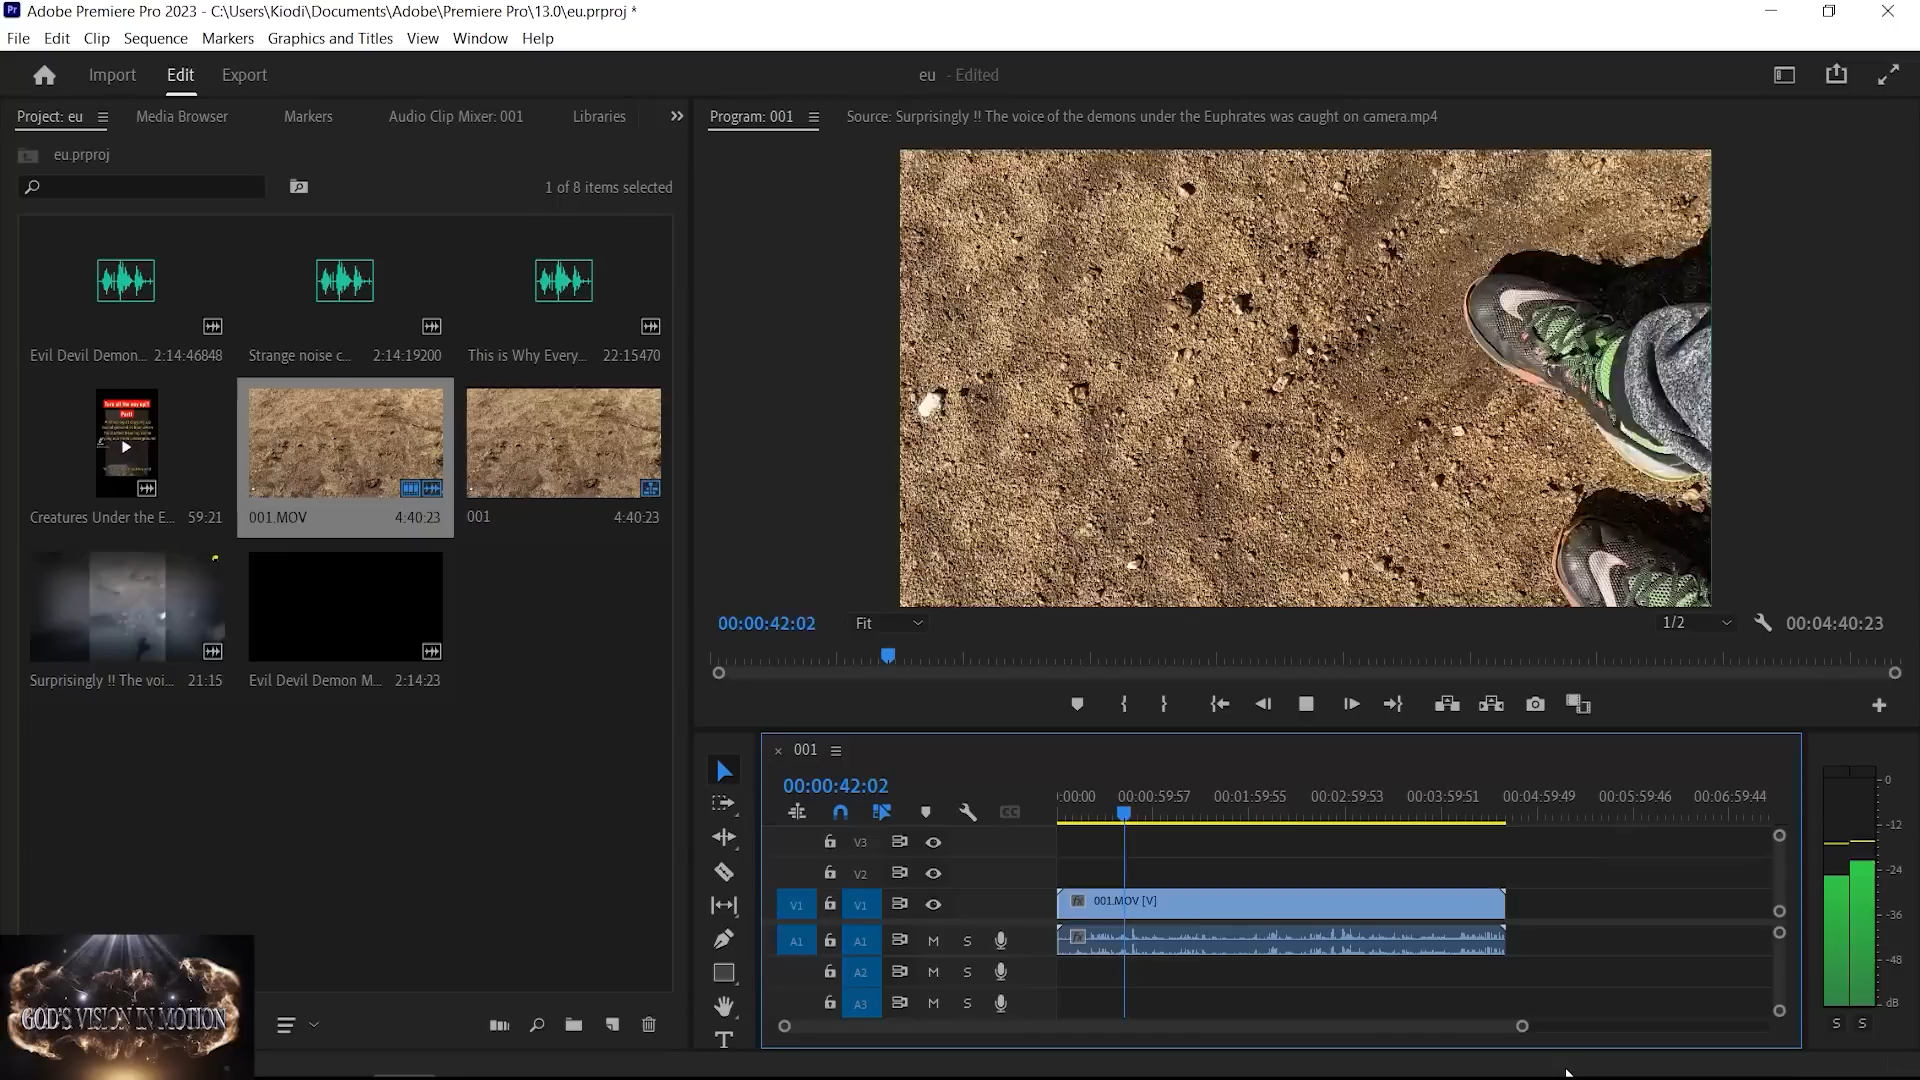 Pr Adobe Premiere Pro 2023 - C:\Users\Kiodi\Documents\Adobe\Premiere Pro\13.0\eu.prproj *
File Edit Clip Sequence Markers Graphics and Titles View Window Help
Import Edit Export
eu - Edited
Project: eu Media Browser Markers Audio Clip Mixer: 001 Libraries
Program: 001 Source: Surprisingly !! The voice of the demons under the Euphrates was caught on camera.mp4
eu.prproj
1 of 8 items selected
Evil Devil Demon... 2:14:46848
Strange noise c... 2:14:19200
This is Why Every... 22:15470
Turn all the way up!!
Part1
Creatures Under the E... 59:21
001.MOV 4:40:23
001 4:40:23
Surprisingly !! The voi... 21:15
Evil Devil Demon M... 2:14:23
00:00:42:02 Fit 1/2 00:04:40:23
001
00:00:42:02
:00:00 00:00:59:57 00:01:59:55 00:02:59:53 00:03:59:51 00:04:59:49 00:05:59:46 00:06:59:44
V3
V2
V1 V1 fx 001.MOV [V]
A1 A1 M S fx
A2 M S
A3 M S
0
-12
-24
-36
-48
dB
S S
GOD'S VISION IN MOTION